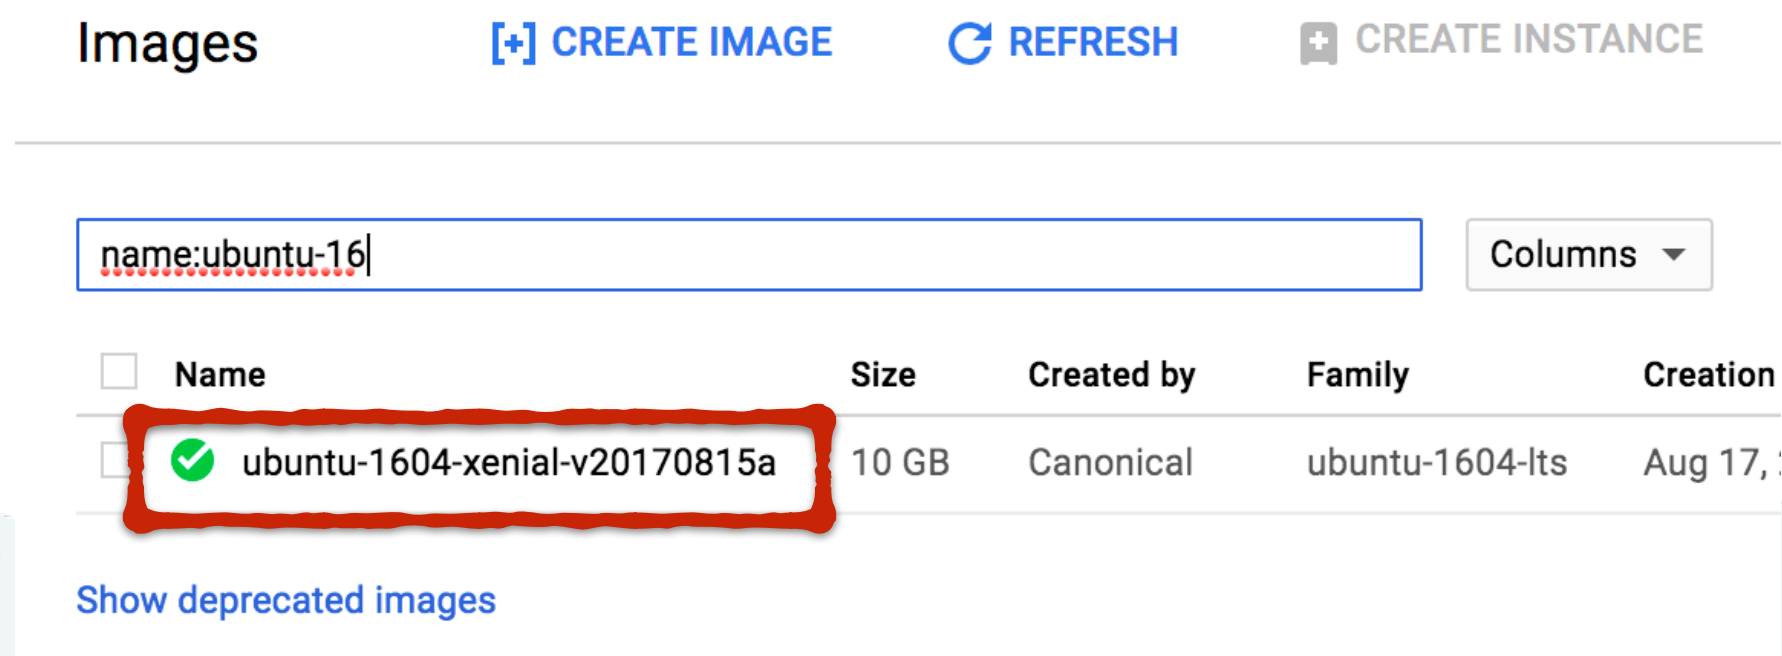 Images CREATE IMAGE REFRESH CREATE INSTANCE
name:ubuntu-16
Columns
Name Size Created by Family Creation
ubuntu-1604-xenial-v20170815a 10 GB Canonical ubuntu-1604-lts Aug 17,
Show deprecated images